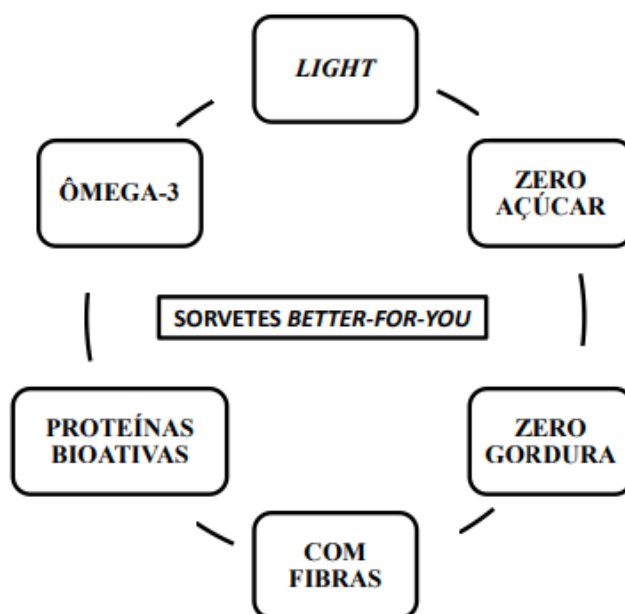 LIGHT
ZERO
AÇÚCAR
ÔMEGA-3
SORVETES BETTER-FOR-YOU
PROTEÍNAS
BIOATIVAS
ZERO
GORDURA
COM
FIBRAS